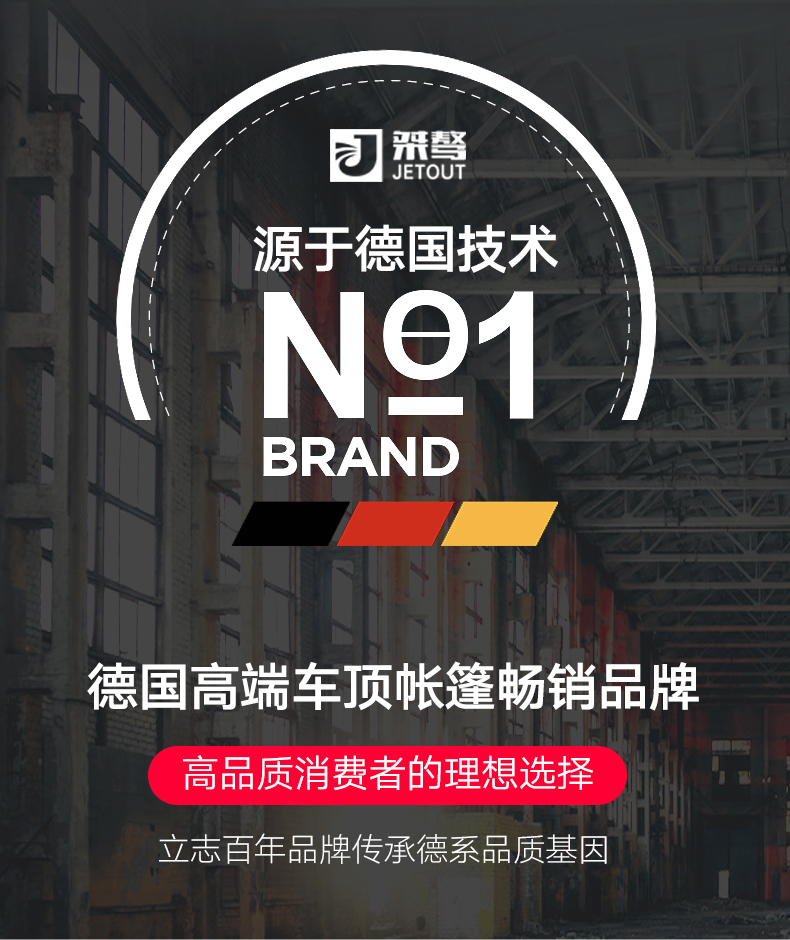 桀骜
JETOUT
源于德国技术
No1
BRAND
德国高端车顶帐篷畅销品牌
高品质消费者的理想选择
立志百年品牌传承德系品质基因